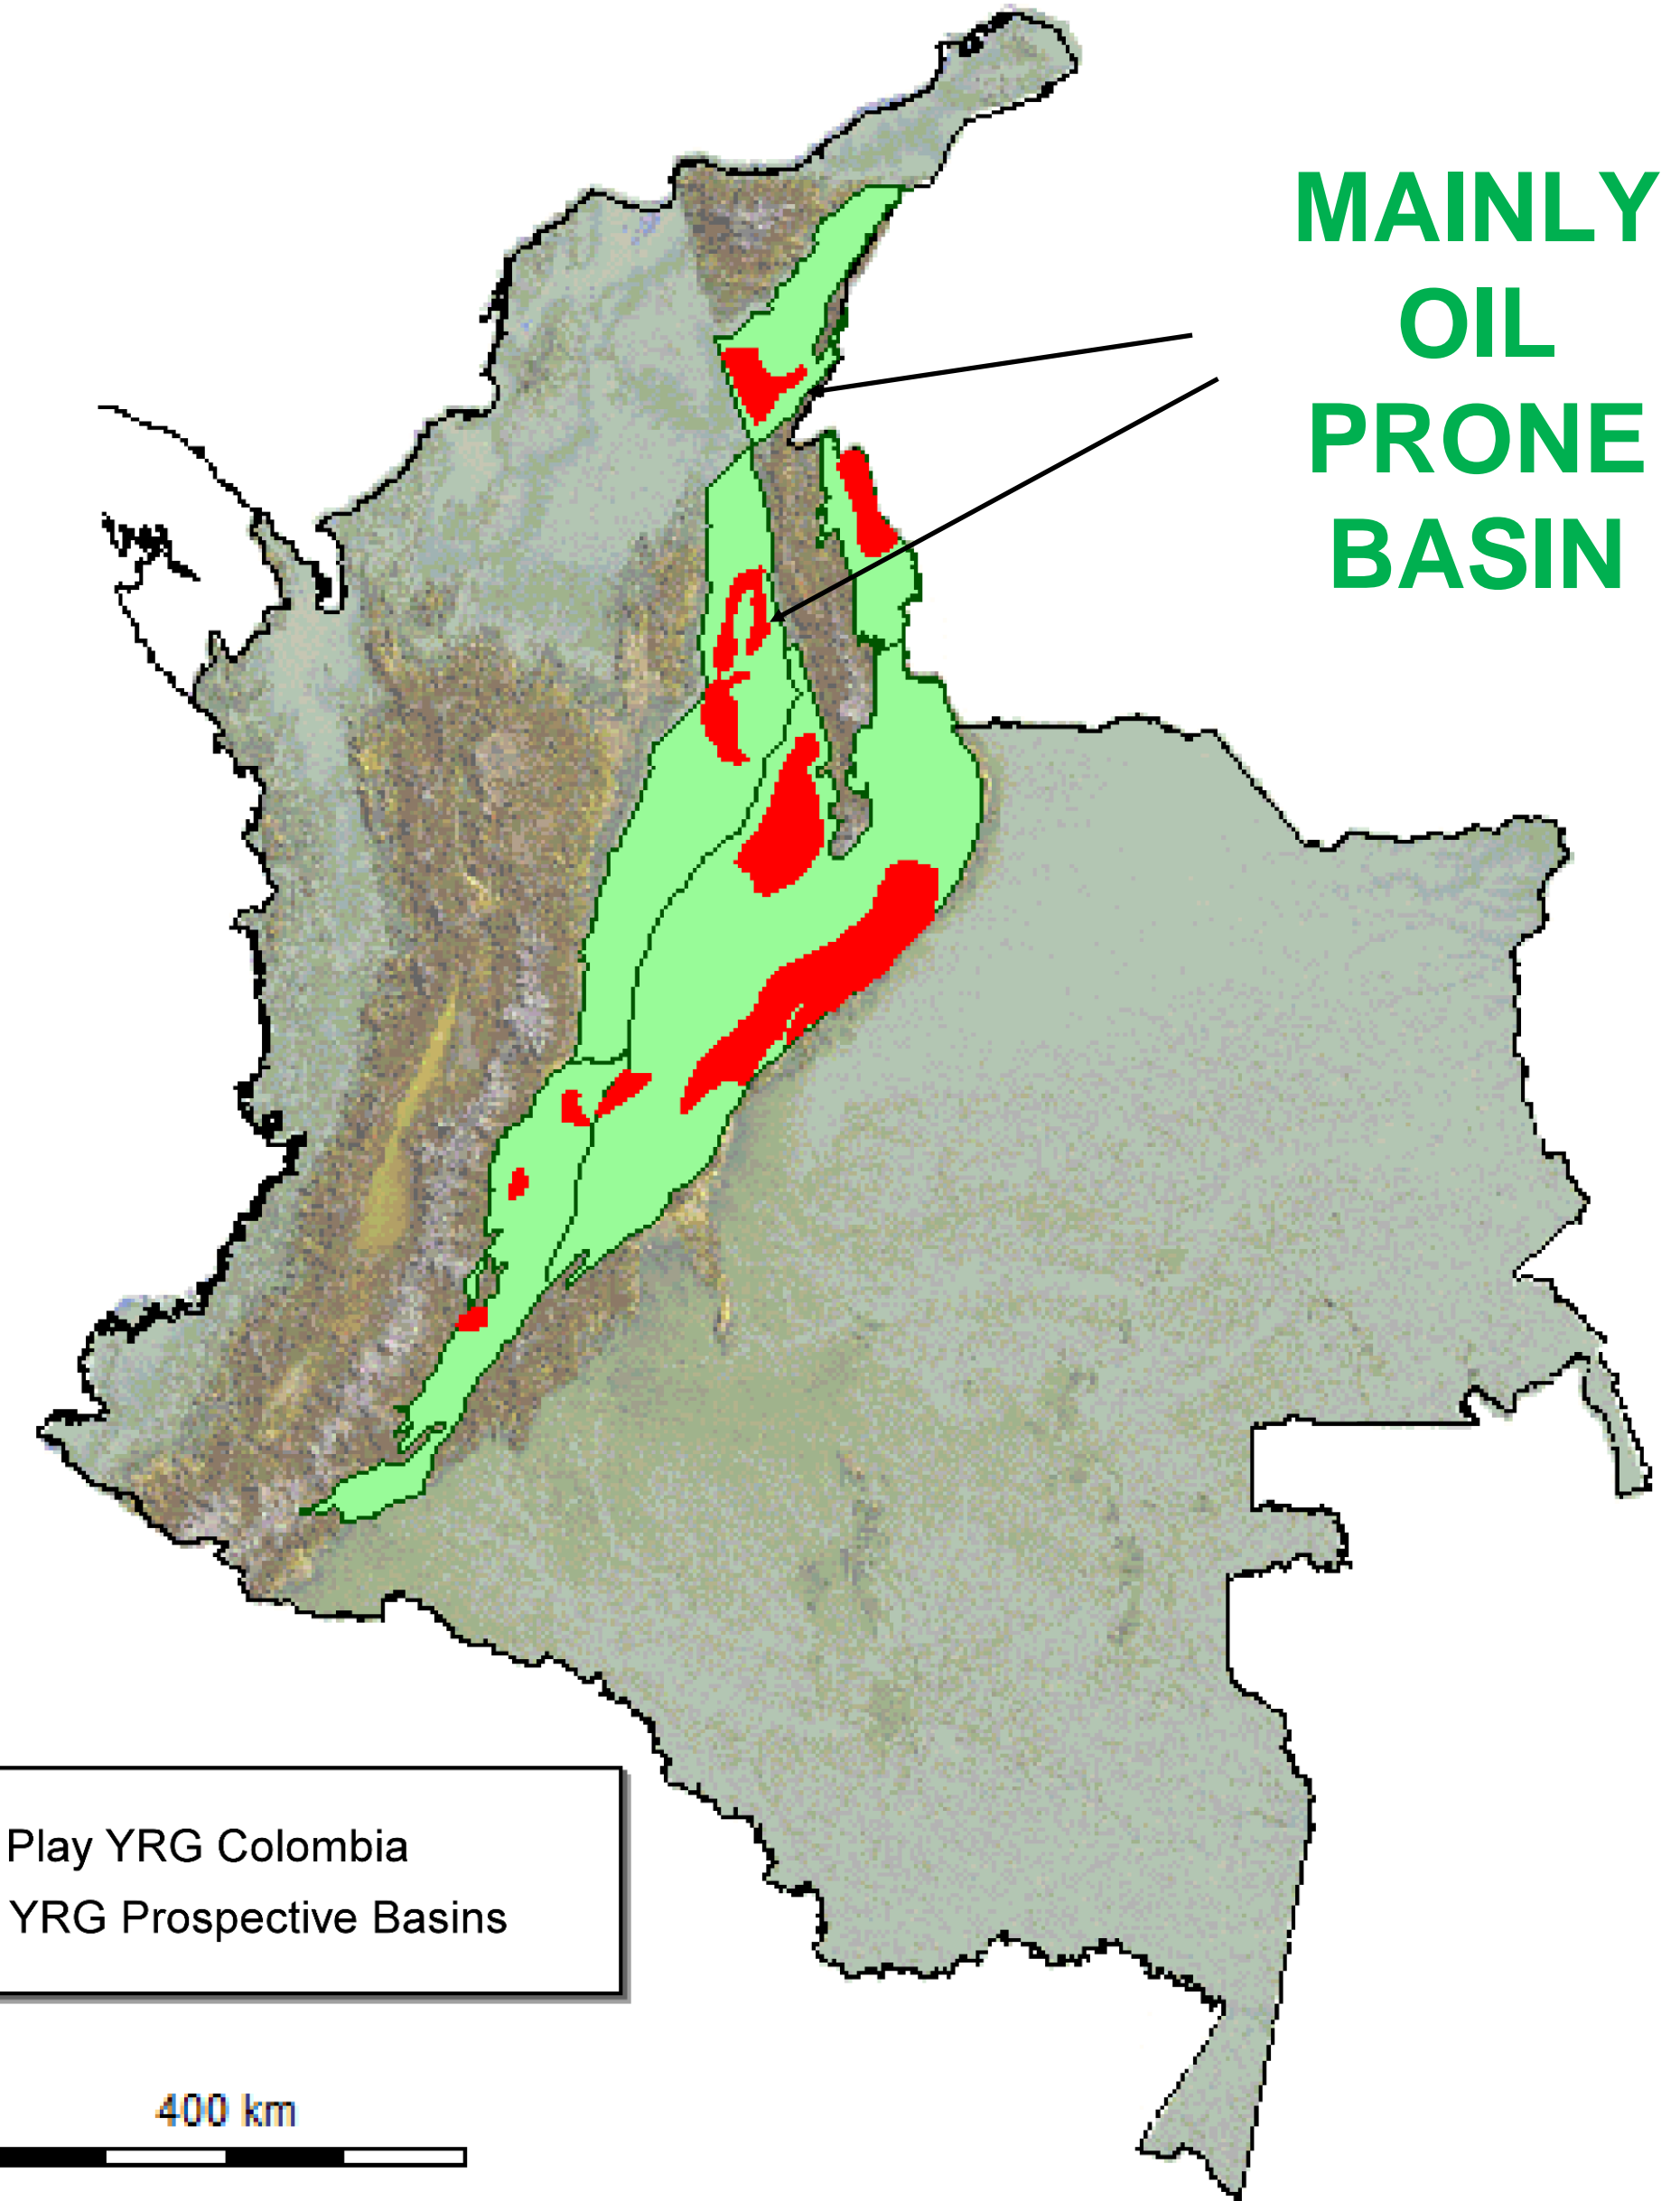 MAINLY
OIL
PRONE
BASIN
Play YRG Colombia
YRG Prospective Basins
400 km